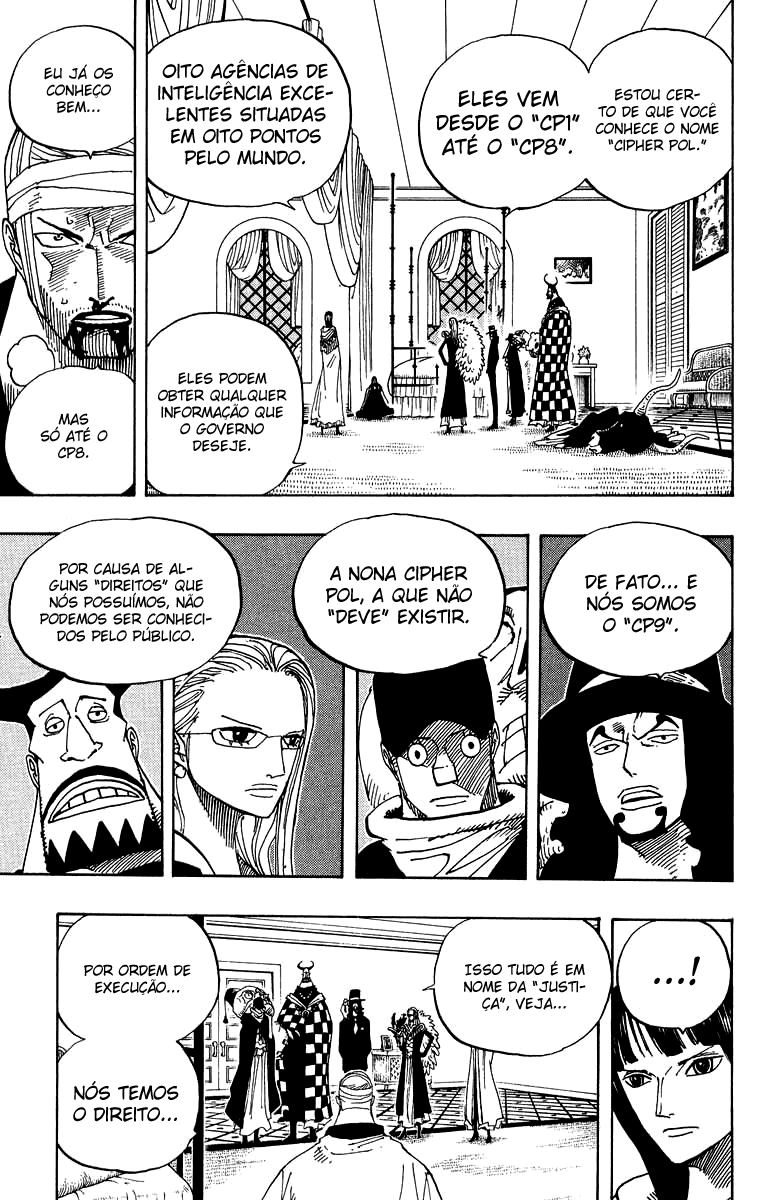 ESTOU CER-
TO DE QUE VOCÊ
CONHECE O NOME
"CIPHER POL."
ELES VEM
DESDE O "CP1"
ATÉ O "CP8".
OITO AGÊNCIAS DE
INTELIGÊNCIA EXCE-
LENTES SITUADAS
EM OITO PONTOS
PELO MUNDO.
ELES PODEM
OBTER QUALQUER
INFORMAÇÃO QUE
O GOVERNO
DESEJE.
EU JÁ OS
CONHEÇO
BEM...
MAS
SÓ ATÉ O
CP8.
DE FATO... E
NÓS SOMOS
O "CP9".
A NONA CIPHER
POL, A QUE NÃO
"DEVE" EXISTIR.
POR CAUSA DE AL-
GUNS "DIREITOS" QUE
NÓS POSSUÍMOS, NÃO
PODEMOS SER CONHECI-
DOS PELO PÚBLICO.
...!
ISSO TUDO É EM
NOME DA "JUSTI-
ÇA", VEJA...
POR ORDEM DE
EXECUÇÃO...
NÓS TEMOS
O DIREITO...